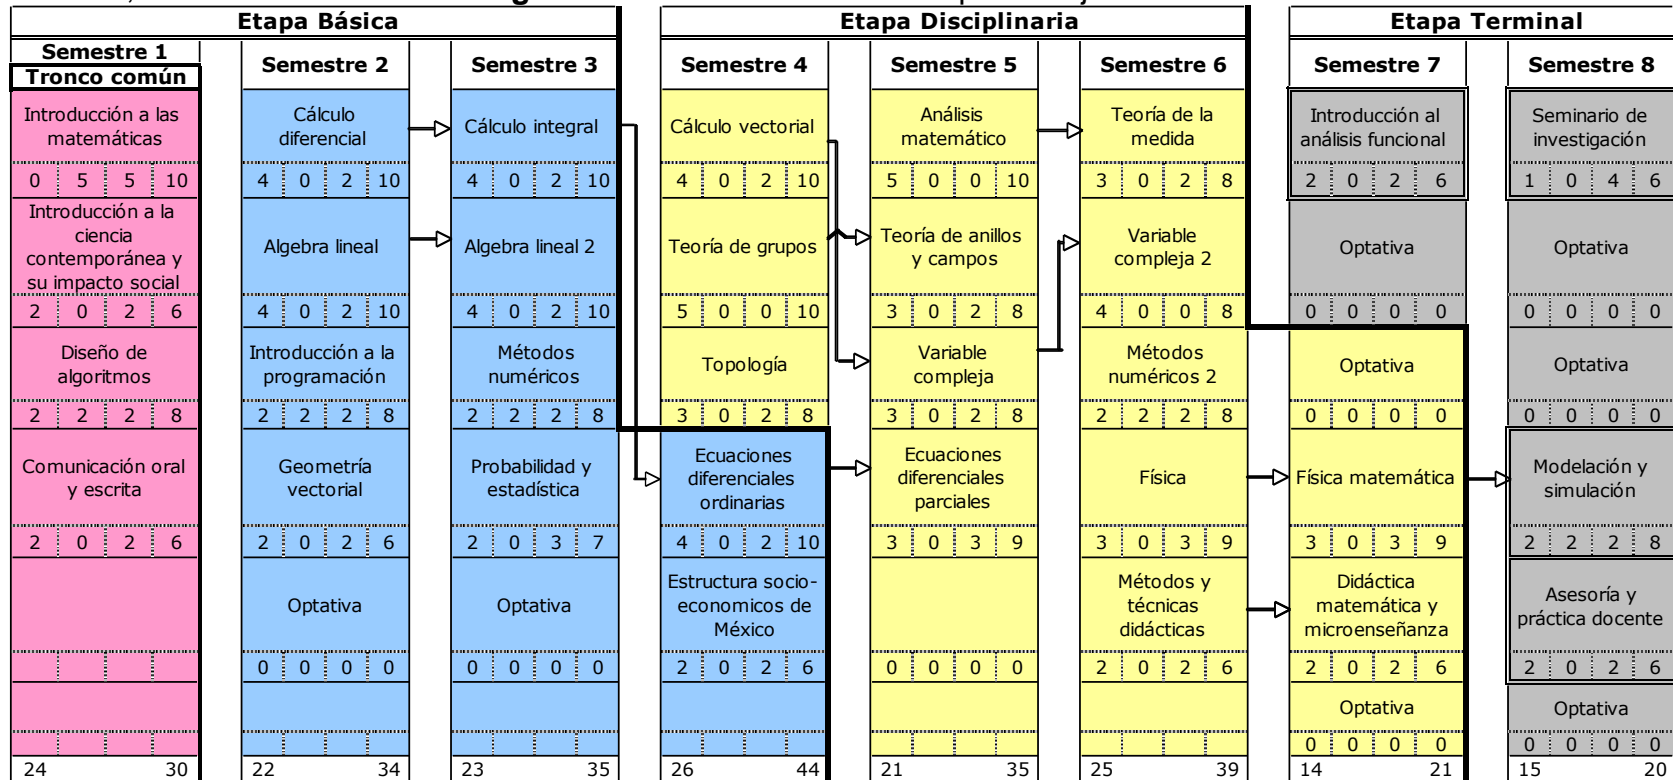 Etapa Básica Etapa Disciplinaria Etapa Terminal
Semestre 1
Tronco común
Semestre 2 Semestre 3 Semestre 4 Semestre 5 Semestre 6 Semestre 7 Semestre 8
Introducción a las
matemáticas
Cálculo
diferencial
Cálculo integral
Cálculo vectorial
Análisis
matemático
Teoría de la
medida
Introducción al
análisis funcional
Seminario de
investigación
0 5 5 10 4 0 2 10 4 0 2 10 4 0 2 10 5 0 0 10 3 0 2 8 2 0 2 6 1 0 4 6
Introducción a la
ciencia
contemporánea y
su impacto social
Algebra lineal
Algebra lineal 2
Teoría de grupos
Teoría de anillos
y campos
Variable
compleja 2
Optativa
Optativa
2 0 2 6 4 0 2 10 4 0 2 10 5 0 0 10 3 0 2 8 4 0 0 8 0 0 0 0 0 0 0 0
Diseño de
algoritmos
Introducción a la
programación
Métodos
numéricos
Topología
Variable
compleja
Métodos
numéricos 2
Optativa
Optativa
2 2 2 8 2 2 2 8 2 2 2 8 3 0 2 8 3 0 2 8 2 2 2 8 0 0 0 0 0 0 0 0
Comunicación oral
y escrita
Geometría
vectorial
Probabilidad y
estadística
Ecuaciones
diferenciales
ordinarias
Ecuaciones
diferenciales
parciales
Física
Física matemática
Modelación y
simulación
2 0 2 6 2 0 2 6 2 0 3 7 4 0 2 10 3 0 3 9 3 0 3 9 3 0 3 9 2 2 2 8
Optativa
Optativa
Estructura socio-
economicos de
México
Métodos y
técnicas
didácticas
Didáctica
matemática y
microenseñanza
Asesoría y
práctica docente
0 0 0 0 0 0 0 0 2 0 2 6 0 0 0 0 2 0 2 6 2 0 2 6 2 0 2 6
Optativa
Optativa
0 0 0 0 0 0 0 0
24 30 22 34 23 35 26 44 21 35 25 39 14 21 15 20